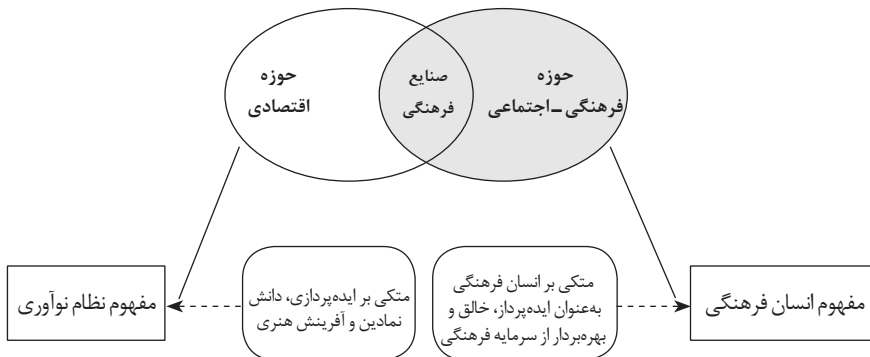 حوزه
فرهنگی ـ اجتماعی
صنایع
فرهنگی
حوزه
اقتصادی
مفهوم انسان فرهنگی
متکی بر انسان فرهنگی
به‌عنوان ایده‌پرداز، خالق و
بهره‌بردار از سرمایه فرهنگی
متکی بر ایده‌پردازی، دانش
نمادین و آفرینش هنری
مفهوم نظام نوآوری